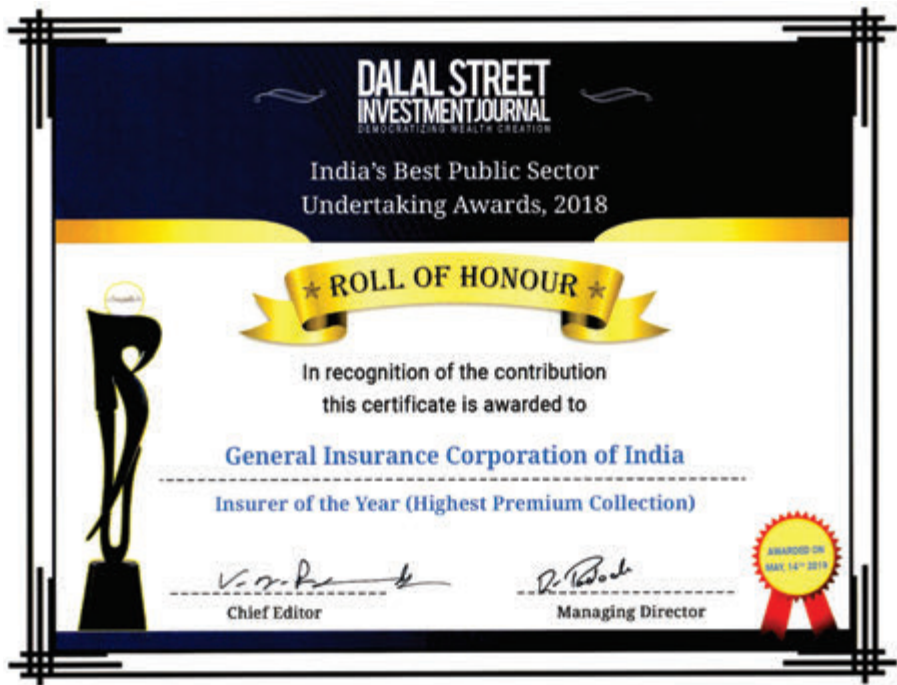 DALAL STREET
INVESTMENT JOURNAL
DEMOCRATIZING WEALTH CREATION
India's Best Public Sector
Undertaking Awards, 2018
ROLL OF HONOUR
In recognition of the contribution
this certificate is awarded to
General Insurance Corporation of India
Insurer of the Year (Highest Premium Collection)
Chief Editor
Managing Director
AWARDED ON
MAY, 14TH 2019